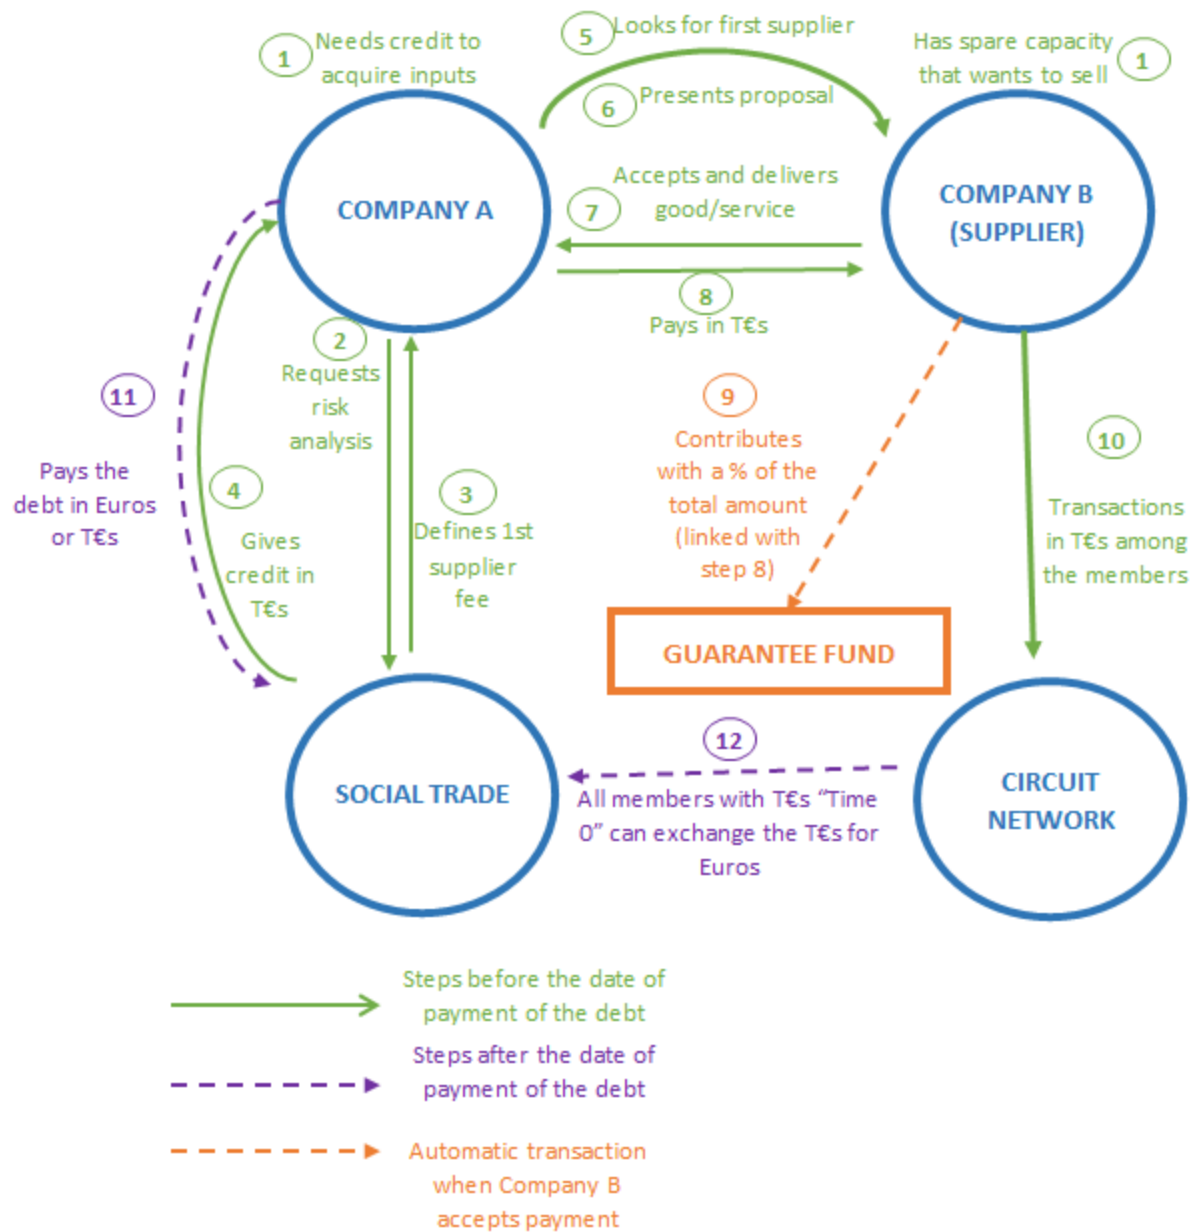 1
Needs credit to
acquire inputs
5
Looks for first supplier
6
Presents proposal
Has spare capacity
that wants to sell
1
COMPANY A
Accepts and delivers
7
good/service
COMPANY B
(SUPPLIER)
8
Pays in T€s
2
Requests
risk
analysis
11
Pays the
debt in Euros
or T€s
4
Gives
credit in
T€s
3
Defines 1st
supplier
fee
9
Contributes
with a % of the
total amount
(linked with
step 8)
10
Transactions
in T€s among
the members
GUARANTEE FUND
SOCIAL TRADE
12
All members with T€s “Time
0” can exchange the T€s for
Euros
CIRCUIT
NETWORK
Steps before the date of
payment of the debt
Steps after the date of
payment of the debt
Automatic transaction
when Company B
accepts payment